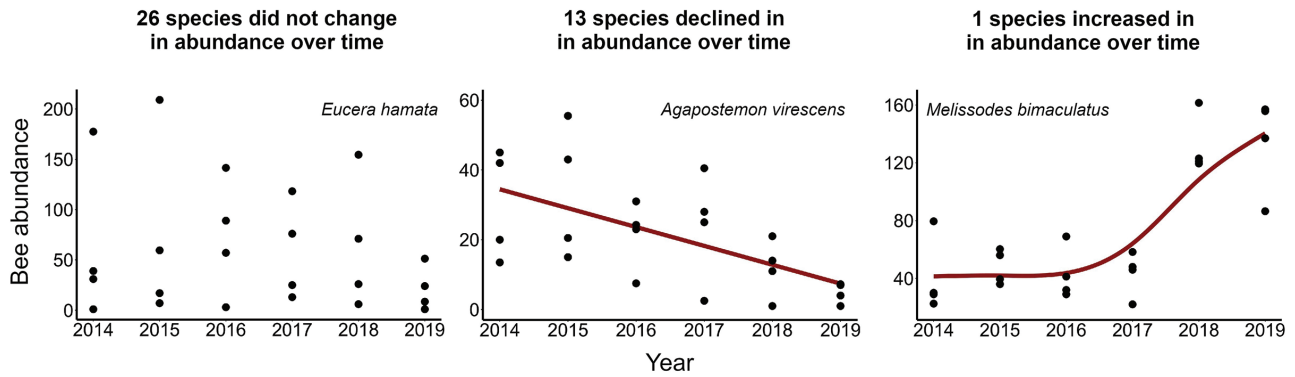 26 species did not change
in abundance over time
13 species declined in
in abundance over time
1 species increased in
in abundance over time
Bee abundance
200
150
100
50
0
Eucera hamata
2014 2015 2016 2017 2018 2019
60
40
20
0
Agapostemon virescens
2014 2015 2016 2017 2018 2019
160
120
80
40
Melissodes bimaculatus
2014 2015 2016 2017 2018 2019
Year